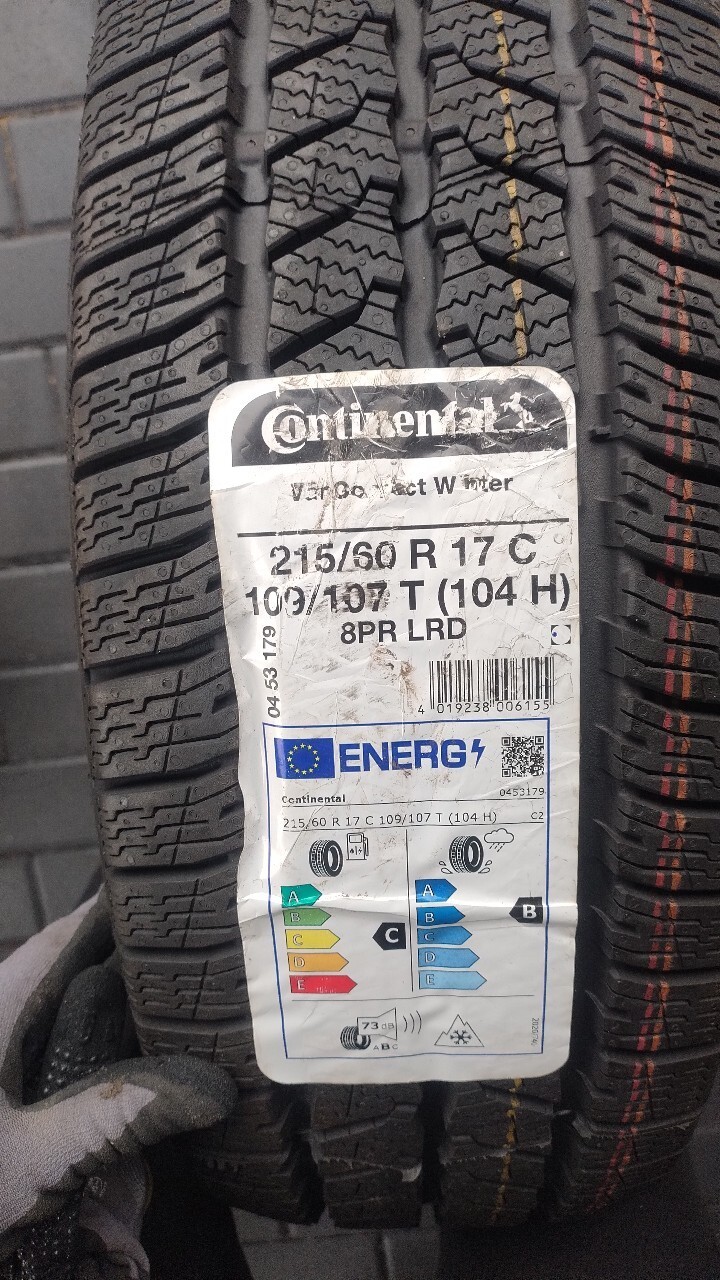 Continental
VanContact Winter
215/60 R 17 C
109/107 T (104 H)
8PR LRD
04 53 179
4 019238 006155
ENERG
Continental
0453179
215/60 R 17 C 109/107 T (104 H)
C2
A
B
C
D
E
C
A
B
C
D
E
B
73 dB
ABC